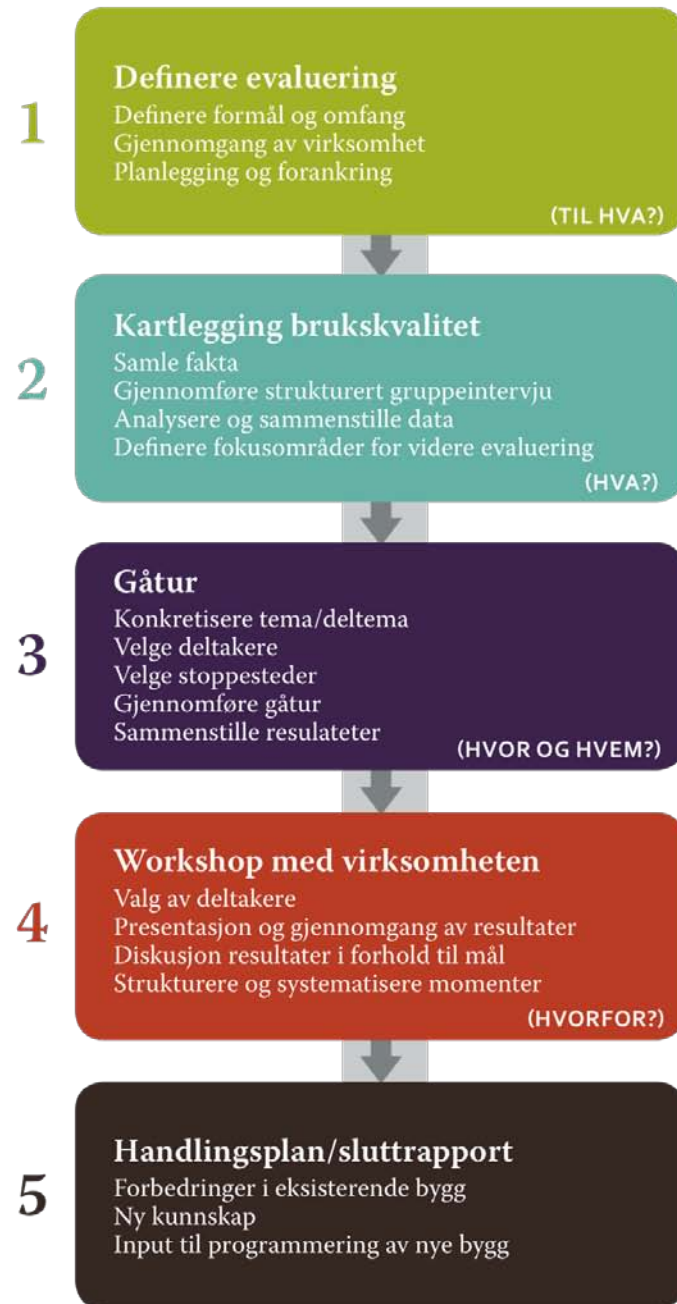 1
Definere evaluering
Definere formål og omfang
Gjennomgang av virksomhet
Planlegging og forankring
(TIL HVA?)
2
Kartlegging brukskvalitet
Samle fakta
Gjennomføre strukturert gruppeintervju
Analysere og sammenstille data
Definere fokusområder for videre evaluering
(HVA?)
3
Gåtur
Konkretisere tema/deltema
Velge deltakere
Velge stoppesteder
Gjennomføre gåtur
Sammenstille resulateter
(HVOR OG HVEM?)
4
Workshop med virksomheten
Valg av deltakere
Presentasjon og gjennomgang av resultater
Diskusjon resultater i forhold til mål
Strukturere og systematisere momenter
(HVORFOR?)
5
Handlingsplan/sluttrapport
Forbedringer i eksisterende bygg
Ny kunnskap
Input til programmering av nye bygg